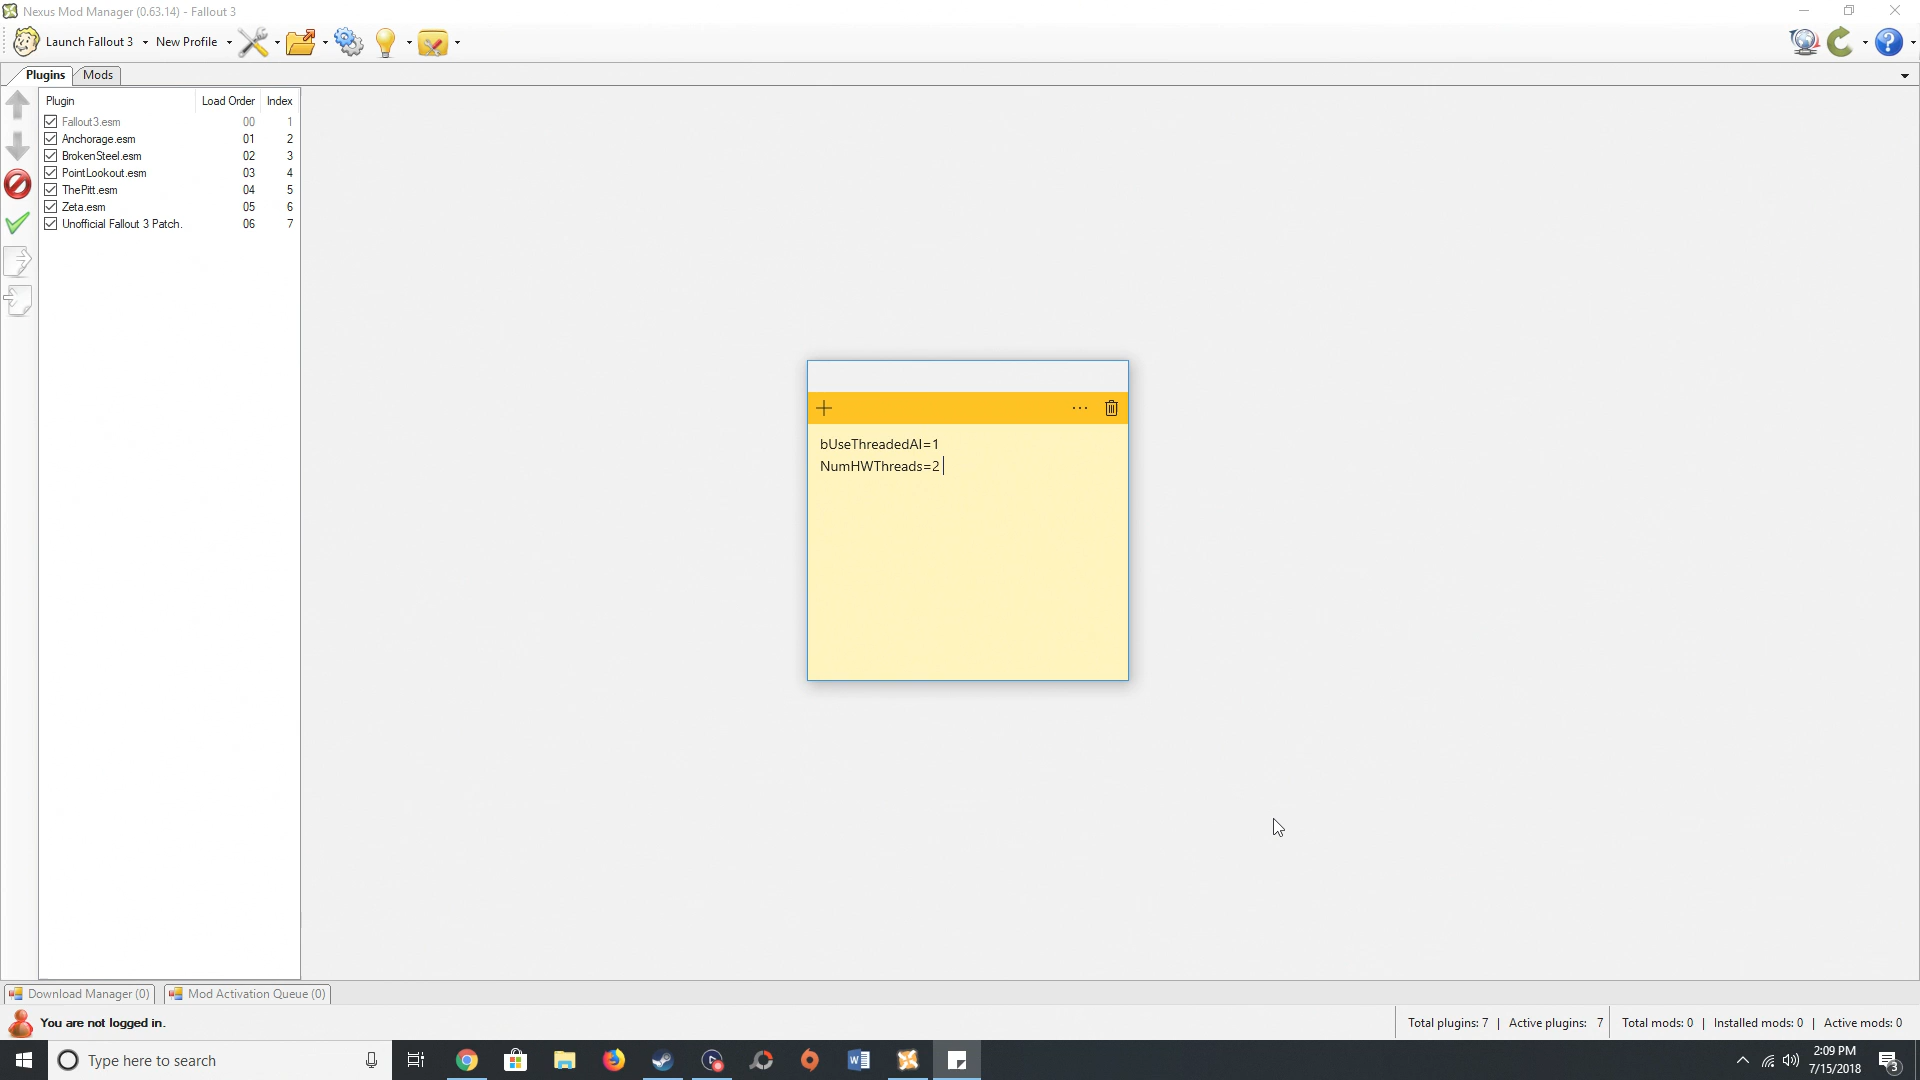 Nexus Mod Manager (0.63.14) - Fallout 3
Launch Fallout 3 New Profile
Plugins Mods
Plugin Load Order Index
Fallout3.esm 00 1
Anchorage.esm 01 2
BrokenSteel.esm 02 3
PointLookout.esm 03 4
ThePitt.esm 04 5
Zeta.esm 05 6
Unofficial Fallout 3 Patch. 06 7
bUseThreadedAI=1
NumHWThreads=2
Download Manager (0) Mod Activation Queue (0)
You are not logged in. Total plugins: 7 | Active plugins: 7 Total mods: 0 | Installed mods: 0 | Active mods: 0
Type here to search
2:09 PM
7/15/2018
3